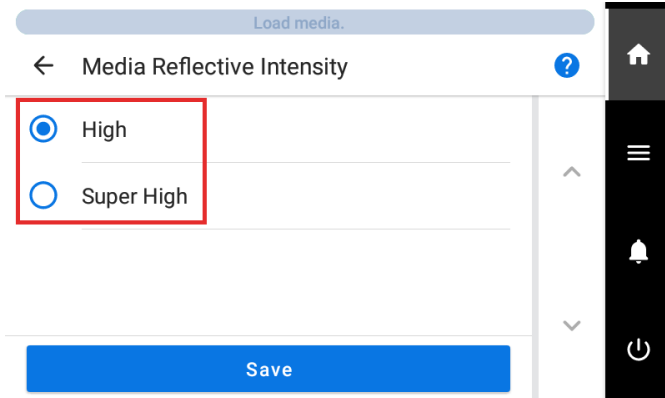 Load media.
Media Reflective Intensity
?
High
Super High
Save